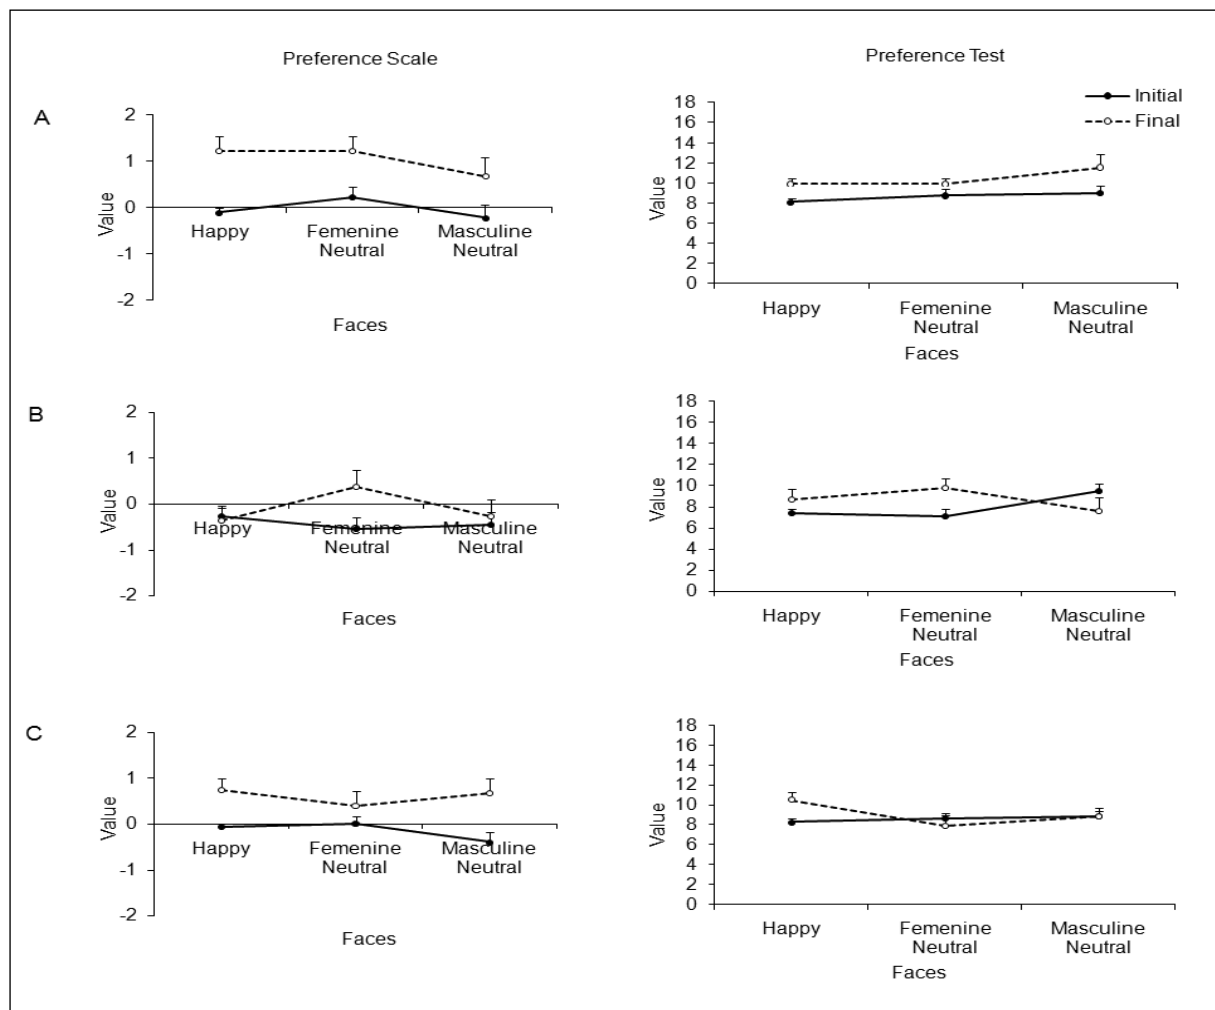 Preference Scale
Preference Test
A
2
1
0
-1
-2
Value
Happy
Femenine
Neutral
Masculine
Neutral
Faces
18
16
14
12
10
8
6
4
2
0
Value
Initial
Final
Happy
Femenine
Neutral
Masculine
Neutral
Faces
B
2
1
0
-1
-2
Value
Happy
Femenine
Neutral
Masculine
Neutral
Faces
18
16
14
12
10
8
6
4
2
0
Value
Happy
Femenine
Neutral
Masculine
Neutral
Faces
C
2
1
0
-1
-2
Value
Happy
Femenine
Neutral
Masculine
Neutral
Faces
18
16
14
12
10
8
6
4
2
0
Value
Happy
Femenine
Neutral
Masculine
Neutral
Faces